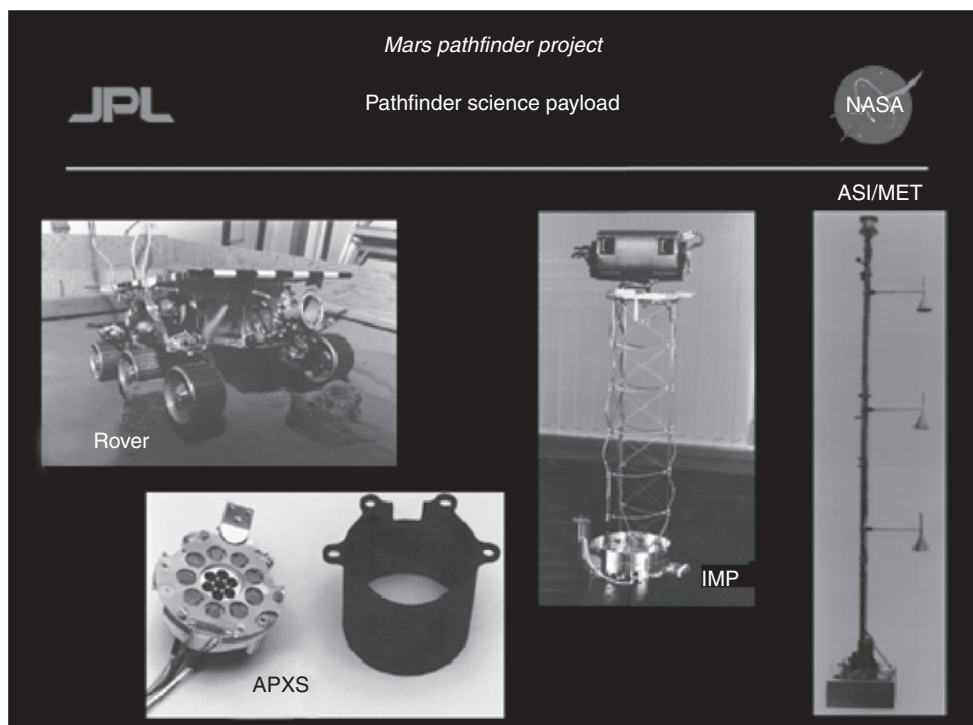 Mars pathfinder project
JPL
Pathfinder science payload
NASA
ASI/MET
Rover
IMP
APXS